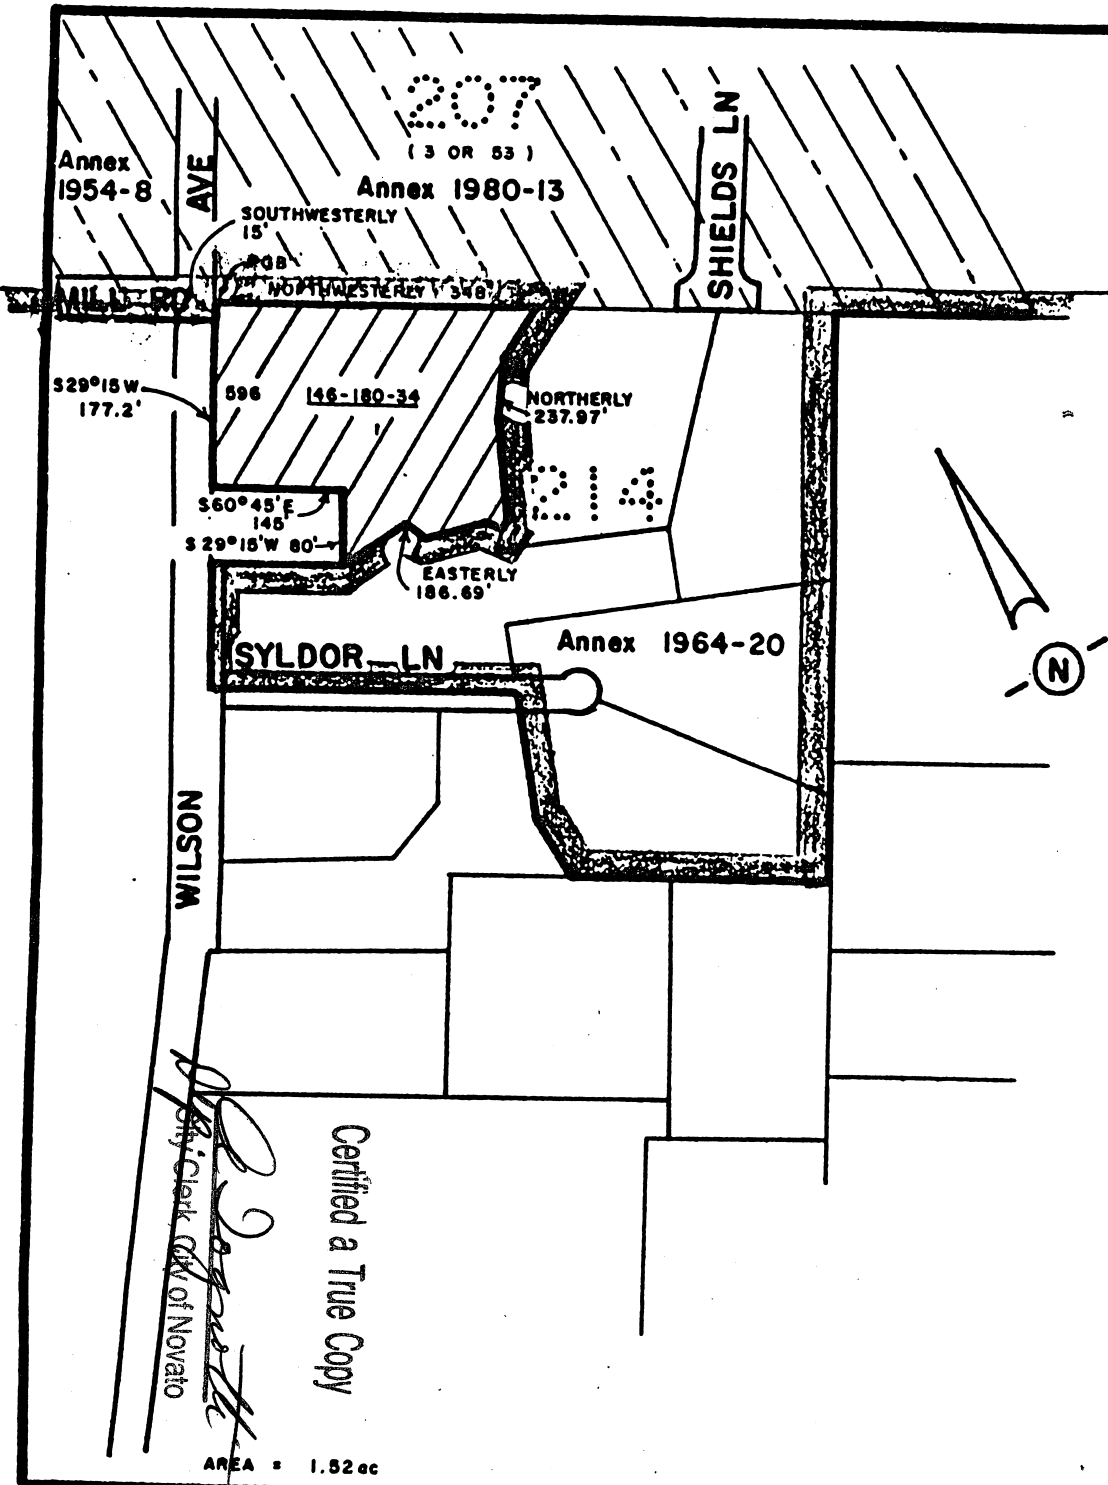 207
( 3 OR 53 )
Annex
1954-8
AVE
Annex 1980-13
SHIELDS LN
SOUTHWESTERLY
15'
POB
MILL RD
NORTHWESTERLY 348'
S29°15'W
177.2'
596
146-180-34
NORTHERLY
237.97'
214
S60°45'E
145'
S29°15'W 80'
EASTERLY
186.69'
SYLDOR LN
Annex 1964-20
N
WILSON
Certified a True Copy
City Clerk, City of Novato
AREA = 1.52 ac